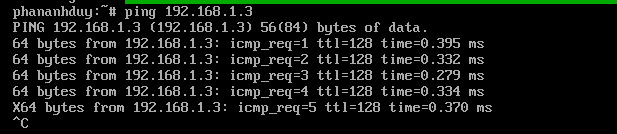 phananhduy:~# ping 192.168.1.3
PING 192.168.1.3 (192.168.1.3) 56(84) bytes of data.
64 bytes from 192.168.1.3: icmp_req=1 ttl=128 time=0.395 ms
64 bytes from 192.168.1.3: icmp_req=2 ttl=128 time=0.332 ms
64 bytes from 192.168.1.3: icmp_req=3 ttl=128 time=0.279 ms
64 bytes from 192.168.1.3: icmp_req=4 ttl=128 time=0.334 ms
X64 bytes from 192.168.1.3: icmp_req=5 ttl=128 time=0.370 ms
^C